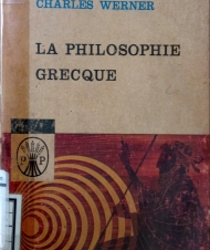 CHARLES WERNER
LA PHILOSOPHIE
GRECQUE
P P